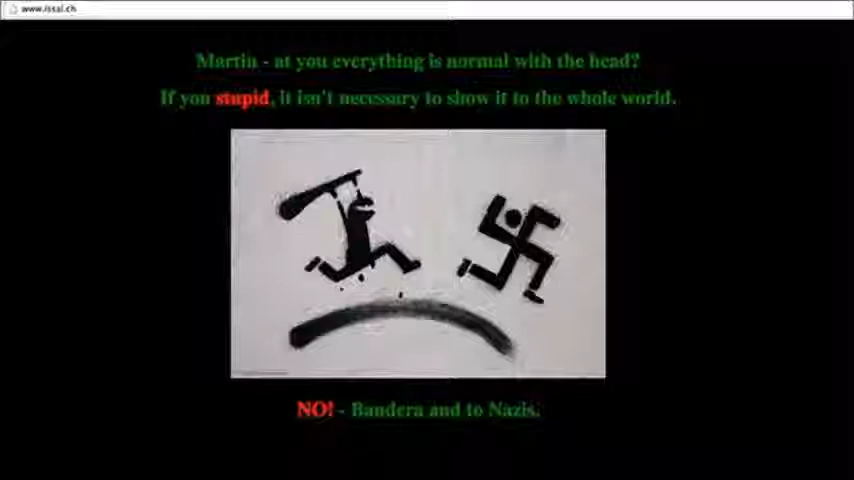 www.issal.ch
Martin - at you everything is normal with the head?
If you stupid, it isn't necessary to show it to the whole world.
NO! - Bandera and to Nazis.